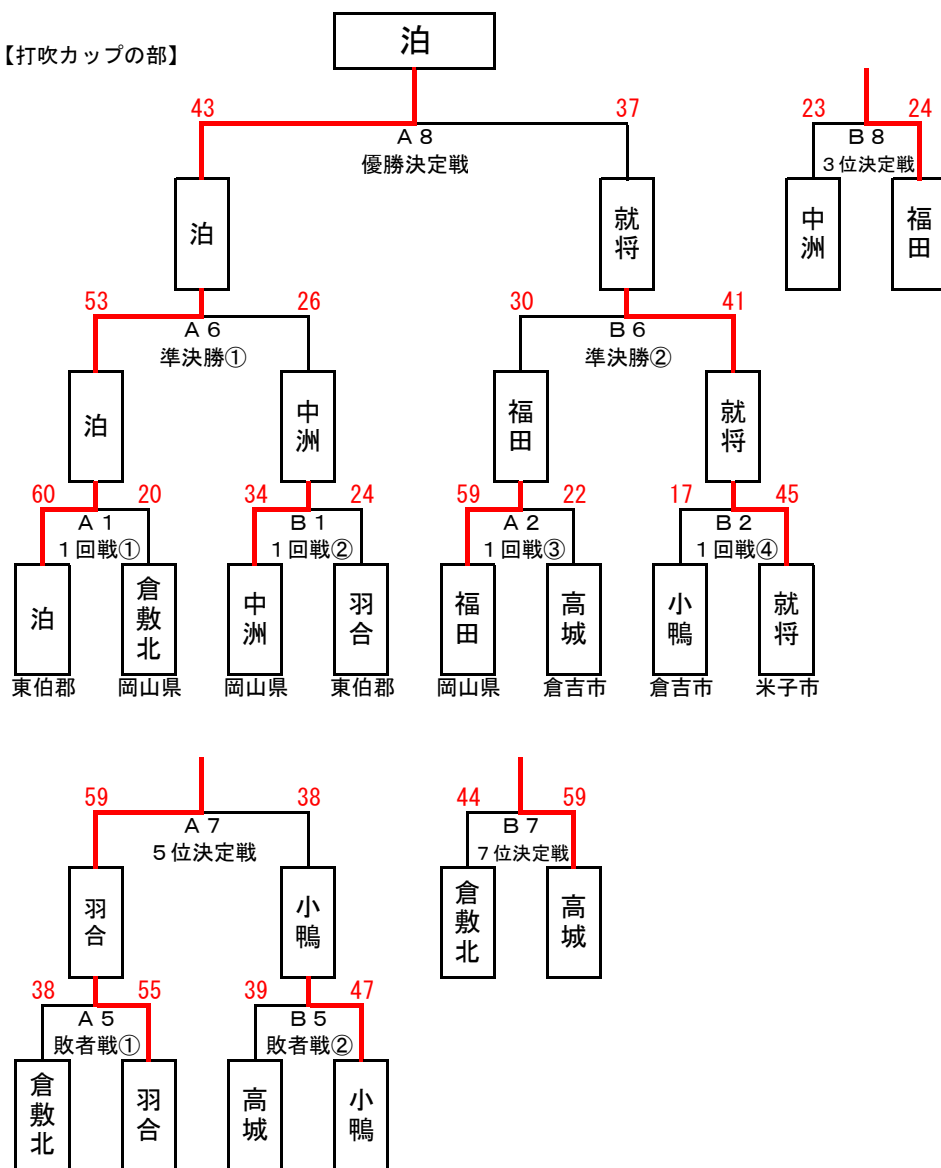 泊
【打吹カップの部】
43 37
A8
優勝決定戦
23 24
B8
3位決定戦
泊 就将 中洲 福田
53 26
A6
準決勝①
30 41
B6
準決勝②
泊 中洲 福田 就将
60 20 34 24 59 22 17 45
A1 B1 A2 B2
1回戦① 1回戦② 1回戦③ 1回戦④
泊 倉敷北 中洲 羽合 福田 高城 小鴨 就将
東伯郡 岡山県 岡山県 東伯郡 岡山県 倉吉市 倉吉市 米子市
59 38
A7
5位決定戦
44 59
B7
7位決定戦
羽合 小鴨 倉敷北 高城
38 55 39 47
A5 B5
敗者戦① 敗者戦②
倉敷北 羽合 高城 小鴨